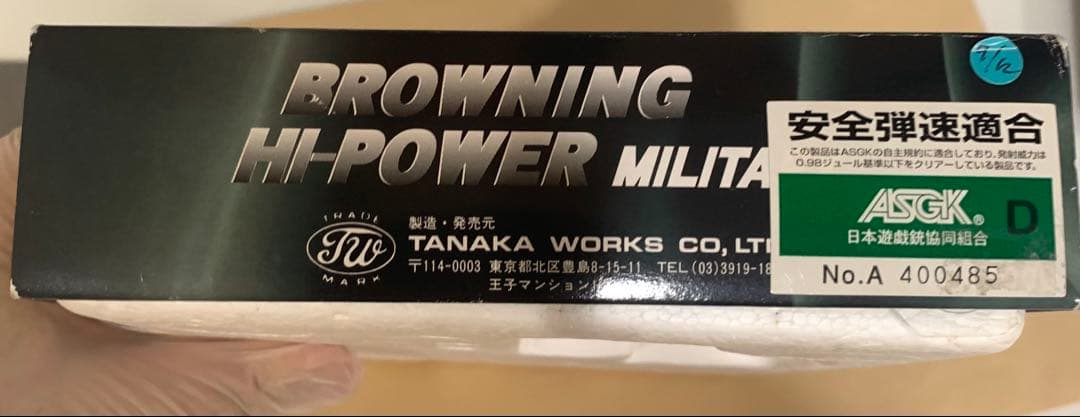 BROWNING
HI-POWER MILITA
TRADE
TW
MARK
製造・発売元
TANAKA WORKS CO, LT
〒114-0003 東京都北区豊島8-15-11 TEL(03)3919-18
王子マンション
安全弾速適合
この製品はASGKの自主規約に適合しており、発射威力は
0.98ジュール基準以下をクリアーしている製品です。
ASGK®
D
日本遊戯銃協同組合
No.A 400485